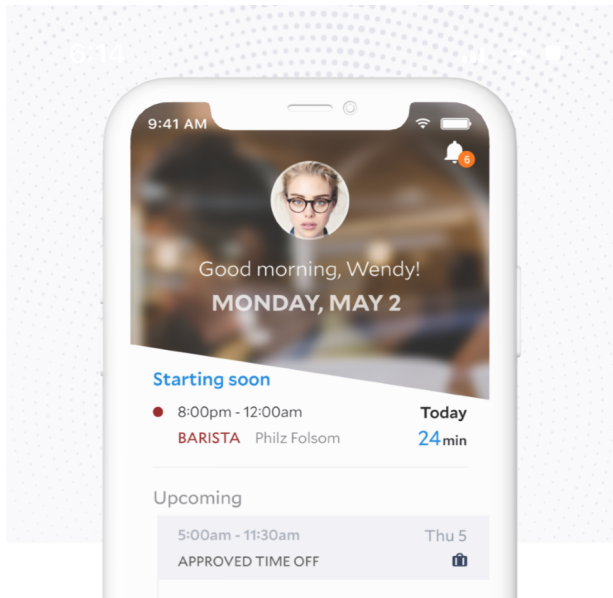 9:41 AM
6
Good morning, Wendy!
MONDAY, MAY 2
Starting soon
8:00pm - 12:00am Today
BARISTA Philz Folsom 24 min
Upcoming
5:00am - 11:30am Thu 5
APPROVED TIME OFF